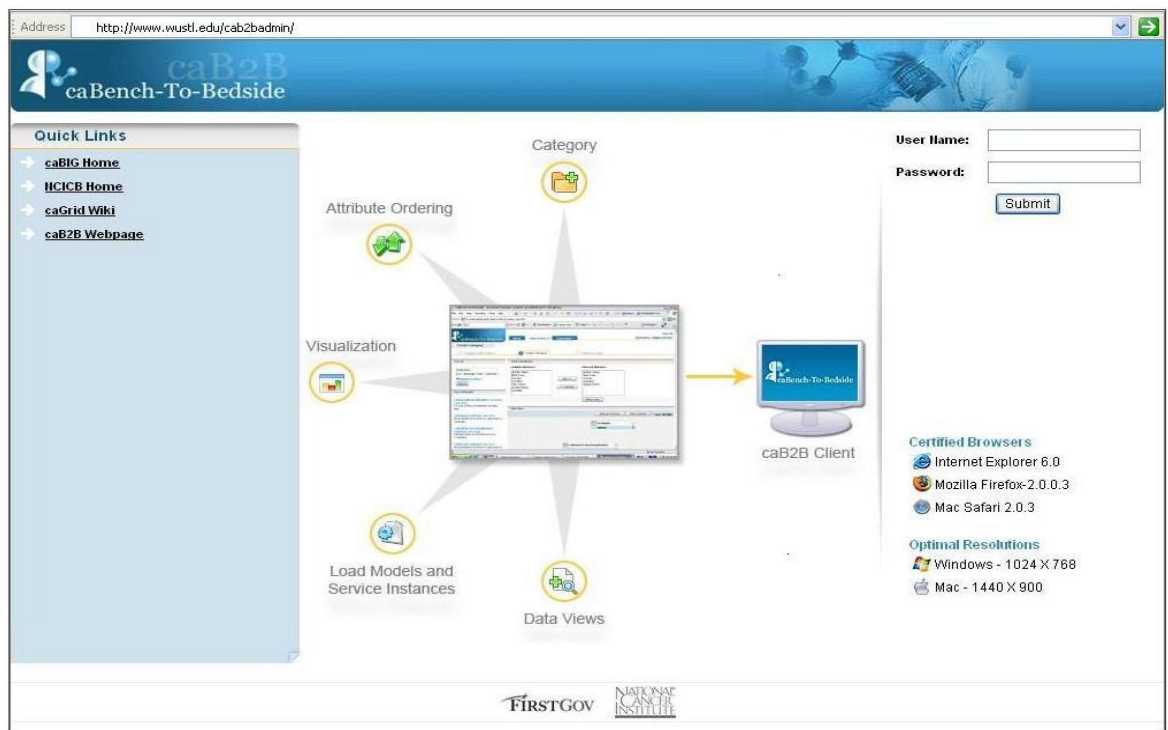 Address http://www.wustl.edu/cab2badmin/
caB2B
caBench-To-Bedside
Quick Links
caBIG Home
NCICB Home
caGrid Wiki
caB2B Webpage
Category
Attribute Ordering
Visualization
Load Models and
Service Instances
Data Views
caBench-To-Bedside
caB2B Client
User Name:
Password:
Submit
Certified Browsers
Internet Explorer 6.0
Mozilla Firefox-2.0.0.3
Mac Safari 2.0.3
Optimal Resolutions
Windows - 1024 X 768
Mac - 1440 X 900
FIRSTGOV
NATIONAL
CANCER
INSTITUTE